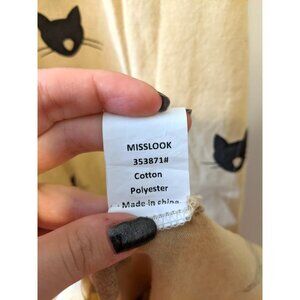 MISSLOOK
353871#
Cotton
Polyester
Made in china